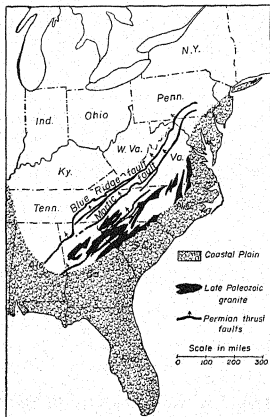 N.Y.
Penn.
Ohio
Ind.
W. Va.
Va.
Ky.
Blue Ridge fault
fault
Tenn.
Ala.
Coastal Plain
Late Paleozoic
granite
Permian thrust
faults
Scale in miles
0 100 200 300